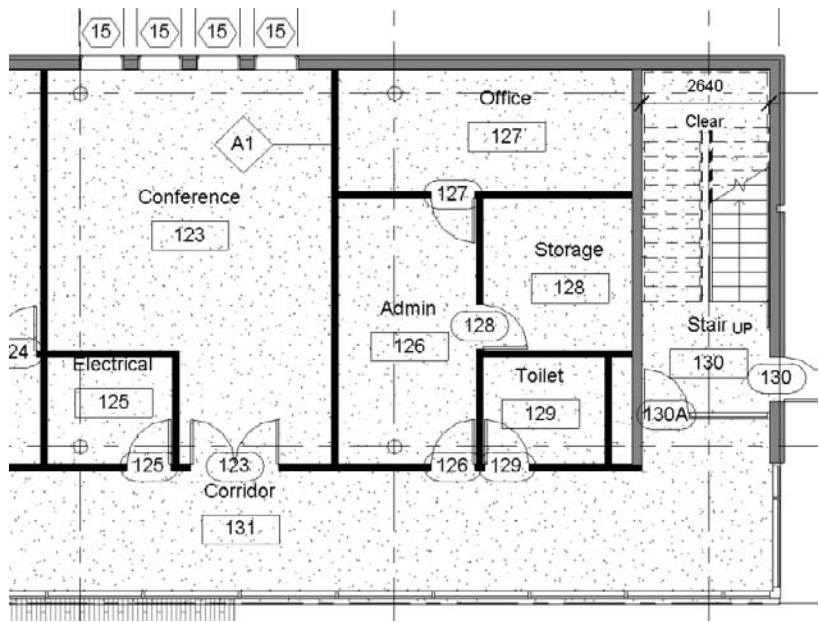 15 15 15 15
2640
Clear
Office
127
A1
127
Conference
123
Storage
128
Admin
126
128
Stair UP
130
130
24
Electrical
125
Toilet
129
130A
125
123
126
129
Corridor
131